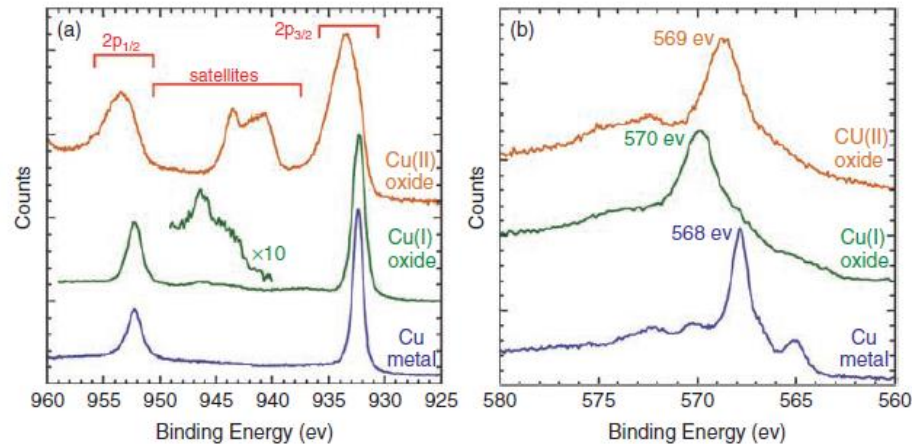 (a)
2p1/2
satellites
2p3/2
Cu(II)
oxide
×10
Cu(I)
oxide
Cu
metal
Counts
960 955 950 945 940 935 930 925
Binding Energy (ev)
(b)
569 ev
CU(II)
oxide
570 ev
Cu(I)
oxide
568 ev
Cu
metal
Counts
580 575 570 565 560
Binding Energy (ev)